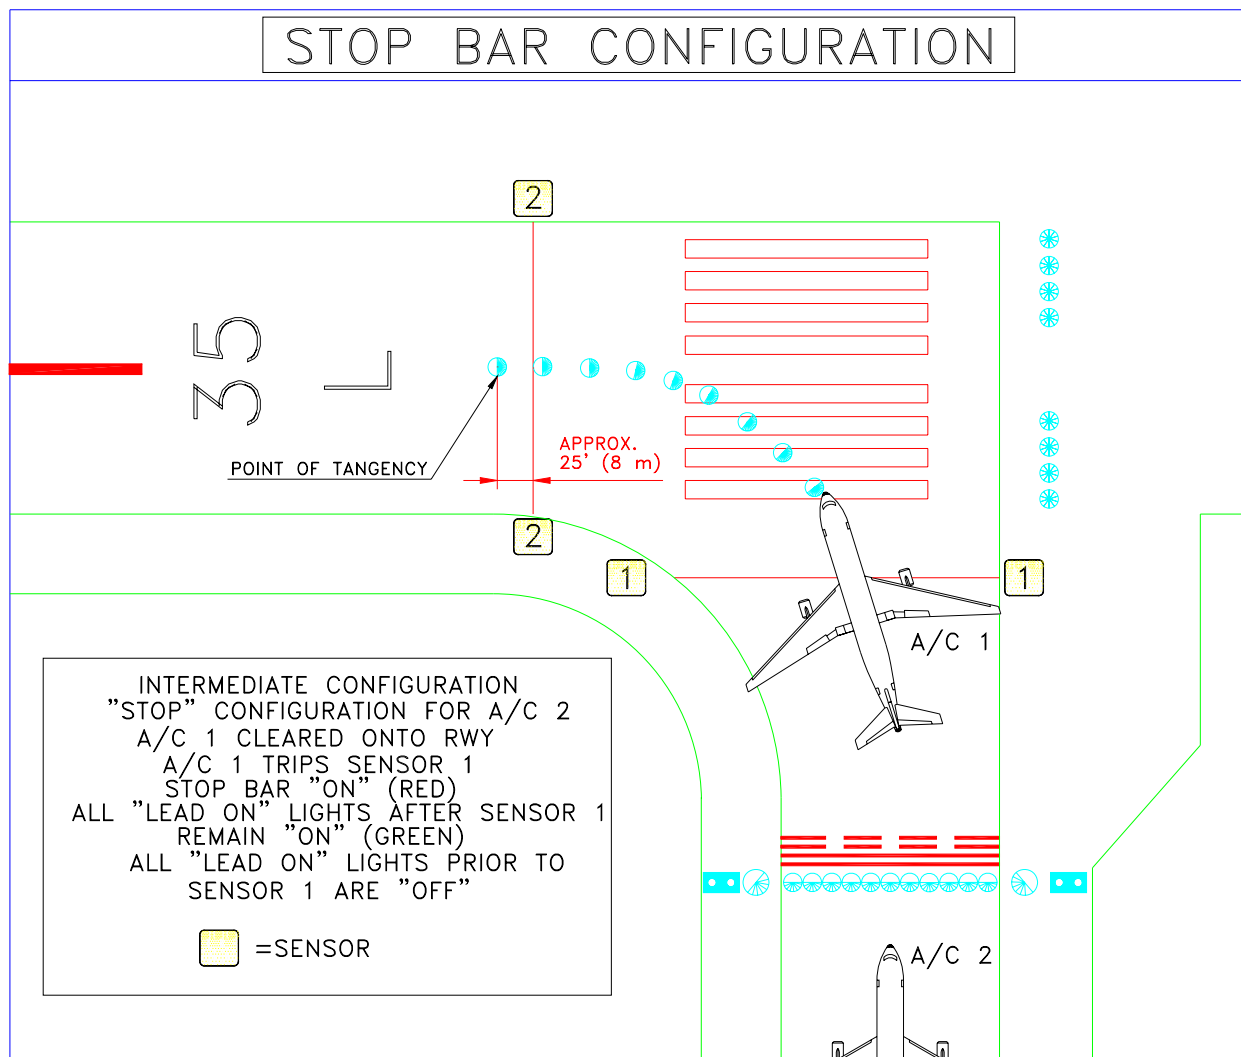 STOP BAR CONFIGURATION
2
35
L
POINT OF TANGENCY
APPROX.
25' (8 m)
2
1
1
A/C 1
INTERMEDIATE CONFIGURATION
"STOP" CONFIGURATION FOR A/C 2
A/C 1 CLEARED ONTO RWY
A/C 1 TRIPS SENSOR 1
STOP BAR "ON" (RED)
ALL "LEAD ON" LIGHTS AFTER SENSOR 1
REMAIN "ON" (GREEN)
ALL "LEAD ON" LIGHTS PRIOR TO
SENSOR 1 ARE "OFF"
=SENSOR
A/C 2